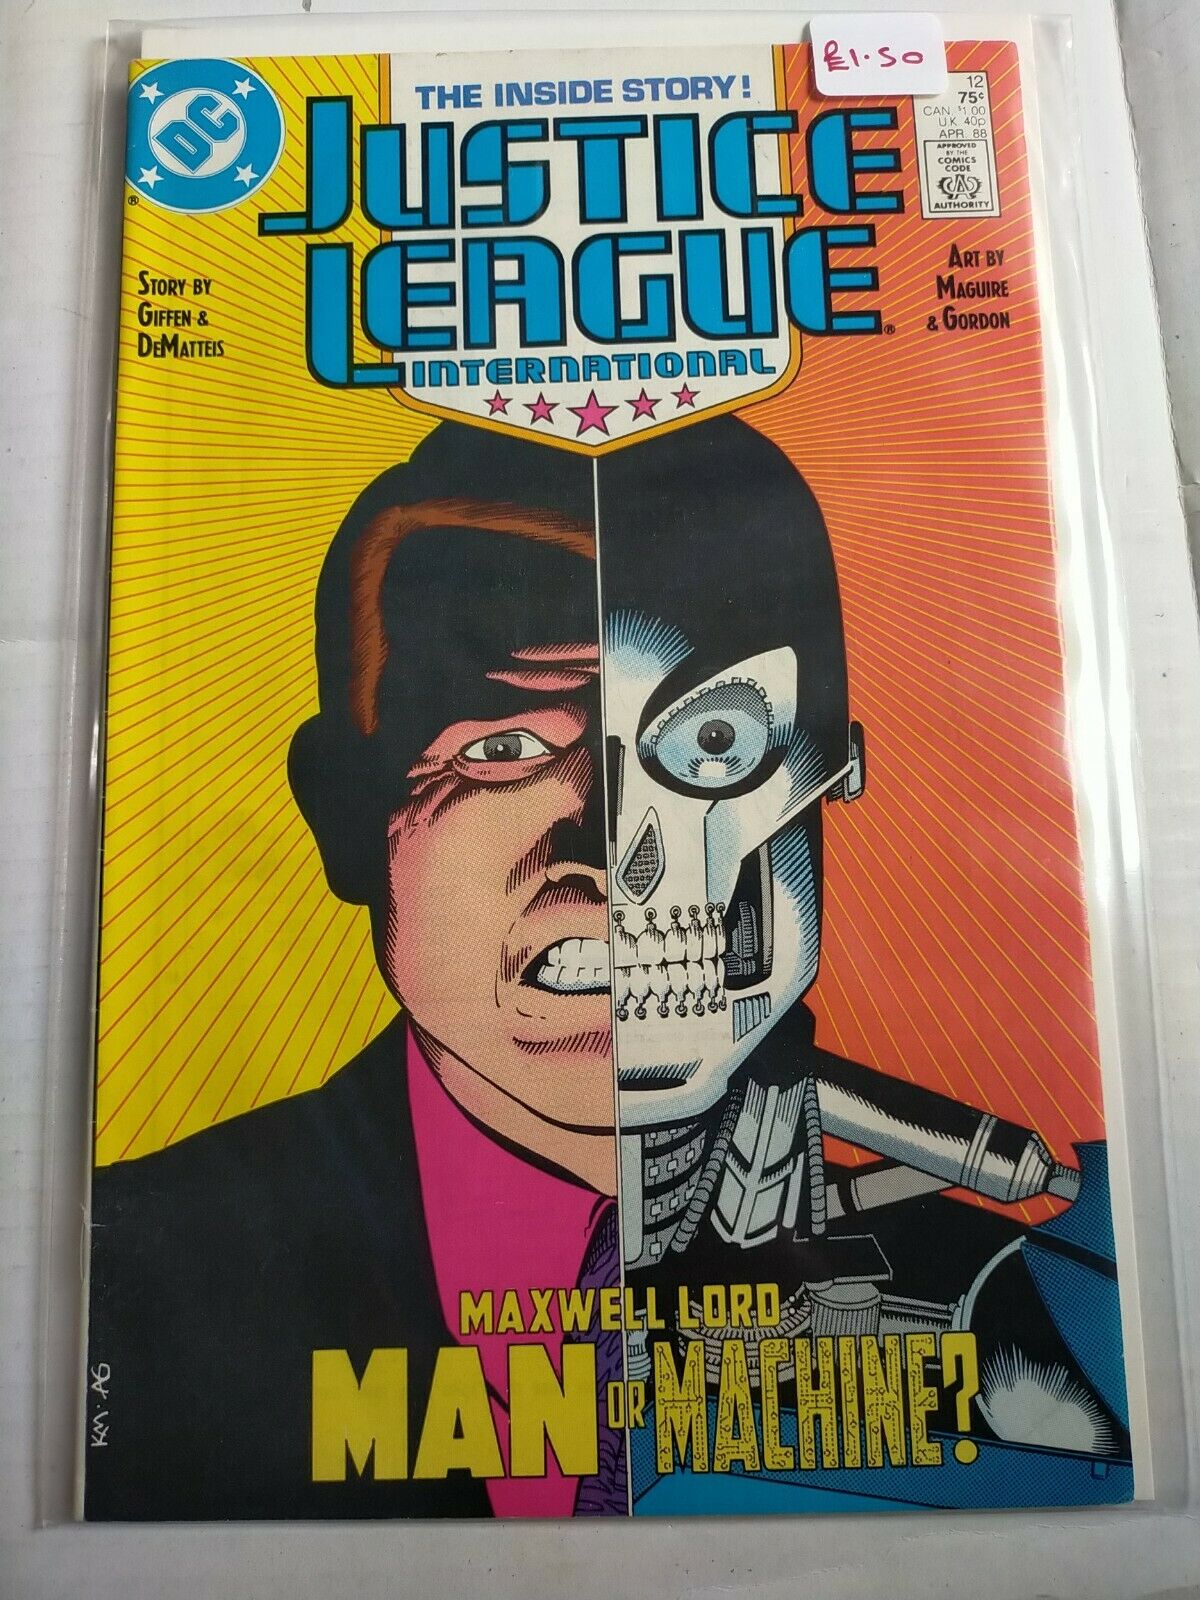 £1.50
DC
®
THE INSIDE STORY!
JUSTICE
LEAGUE®
INTERNATIONAL
12
75¢
CAN. $1.00
U.K. 40p
APR. 88
APPROVED
BY THE
COMICS
CODE
CA
AUTHORITY
STORY BY
GIFFEN &
DEMATTEIS
ART BY
MAGUIRE
& GORDON
MAXWELL LORD
MAN OR MACHINE?
KM·AG